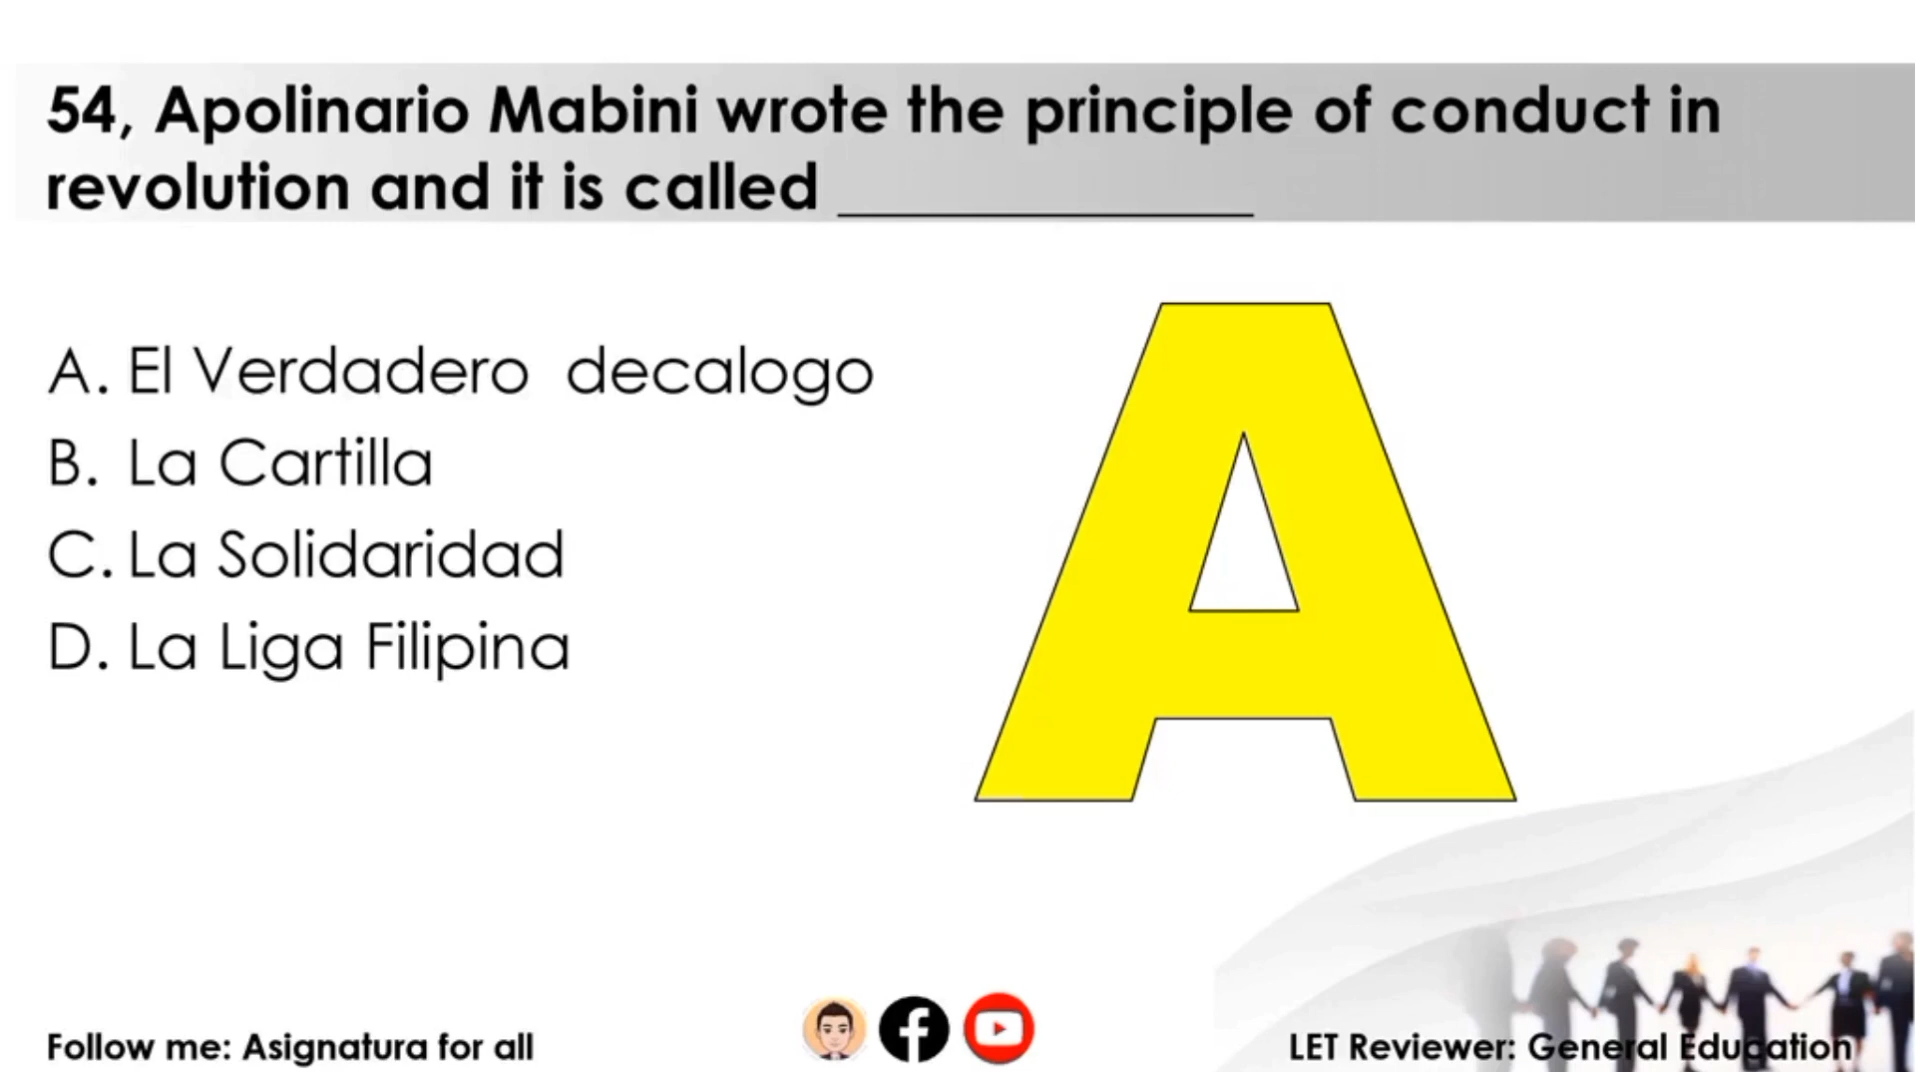 54, Apolinario Mabini wrote the principle of conduct in
revolution and it is called _____________
A. El Verdadero decalogo
B. La Cartilla
C. La Solidaridad
D. La Liga Filipina
A
Follow me: Asignatura for all
LET Reviewer: General Education